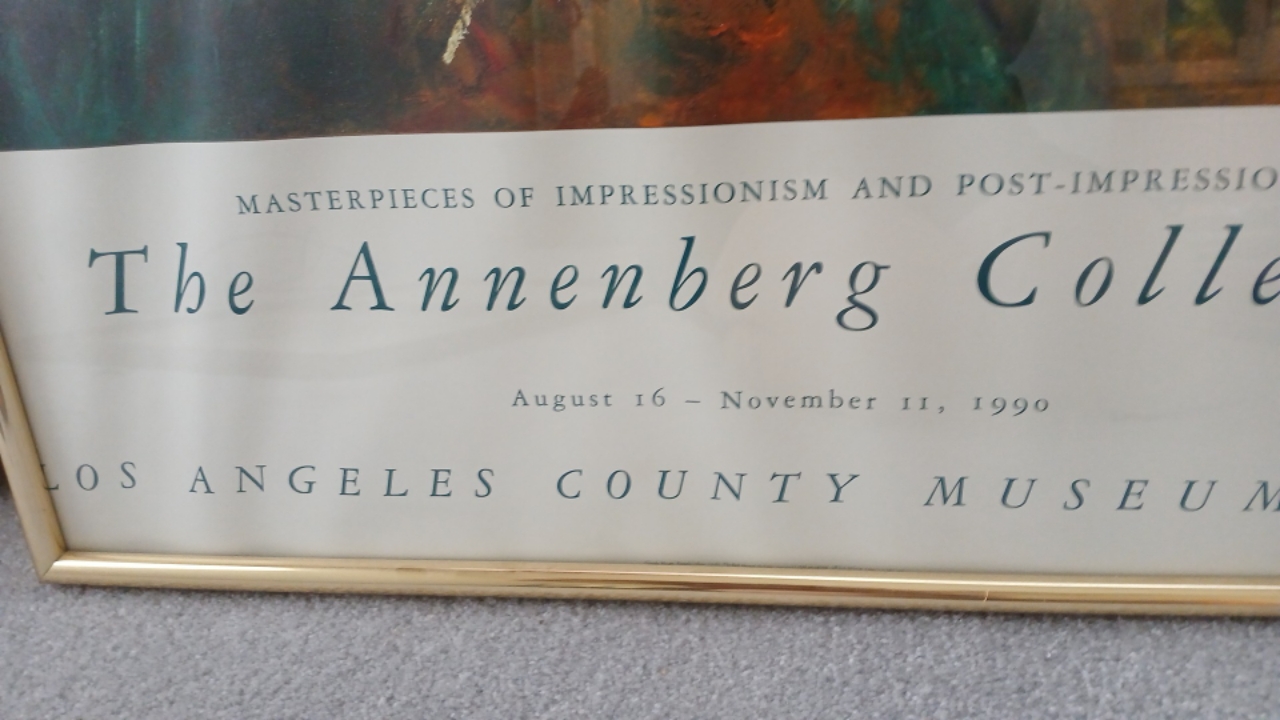 MASTERPIECES OF IMPRESSIONISM AND POST-IMPRESSIO
The Annenberg Colle
August 16 – November 11, 1990
LOS ANGELES COUNTY MUSEUM